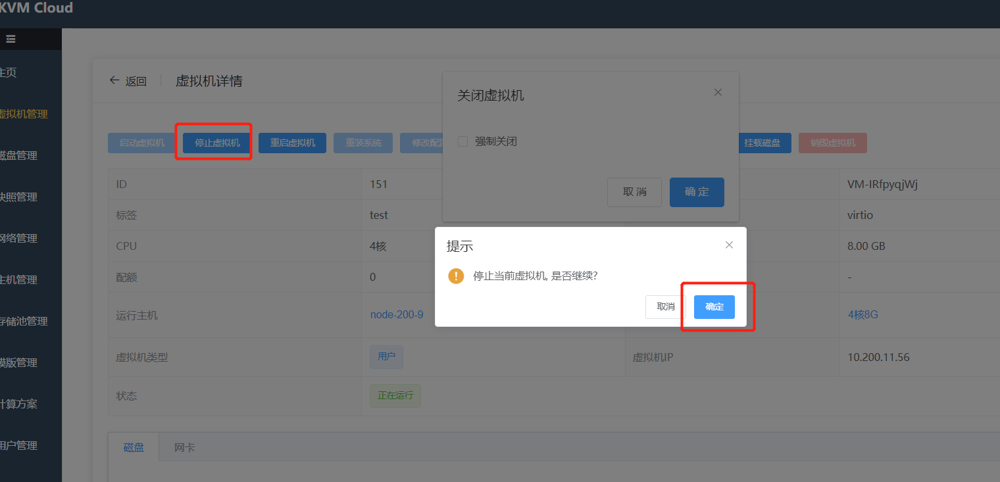 KVM Cloud
主页
虚拟机管理
磁盘管理
快照管理
网络管理
主机管理
存储池管理
模版管理
计算方案
用户管理
返回 虚拟机详情
启动虚拟机 停止虚拟机 重启虚拟机 重装系统 修改配置 挂载磁盘 销毁虚拟机
关闭虚拟机
强制关闭
取 消 确 定
提示
停止当前虚拟机, 是否继续?
取消 确定
ID 151 VM-IRfpyqjWj
标签 test virtio
CPU 4核 8.00 GB
配额 0 -
运行主机 node-200-9 4核8G
虚拟机类型 用户 虚拟机IP 10.200.11.56
状态 正在运行
磁盘 网卡